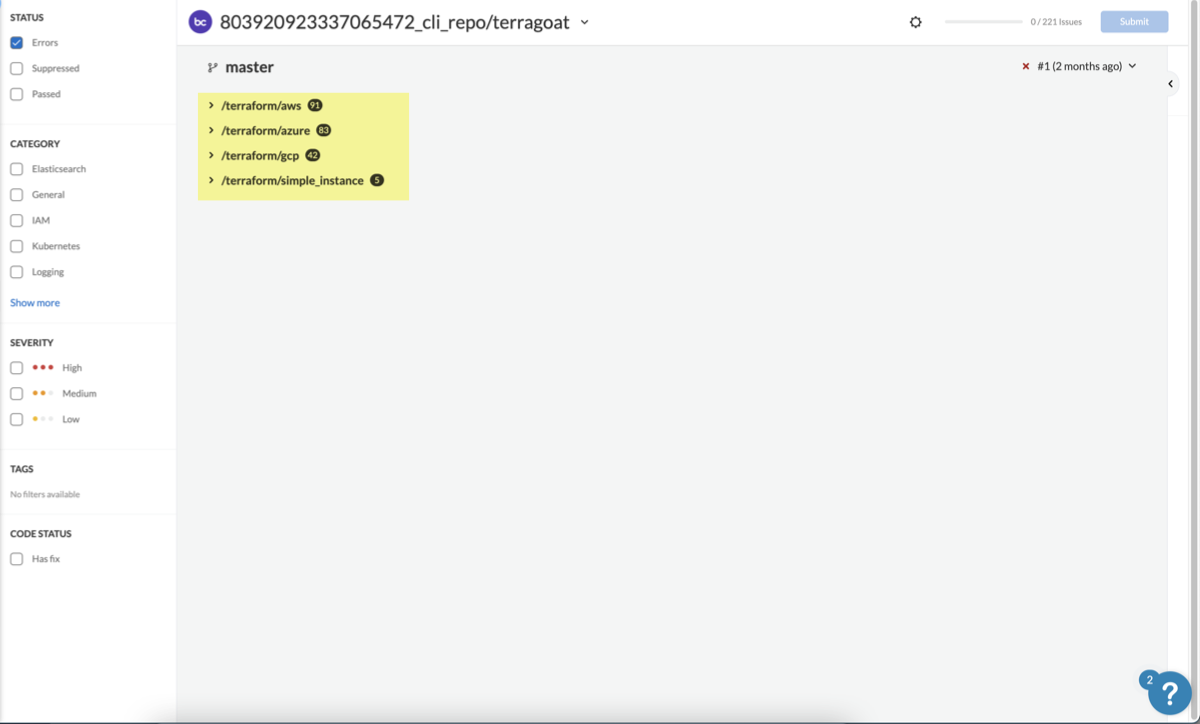 STATUS
Errors
Suppressed
Passed
CATEGORY
Elasticsearch
General
IAM
Kubernetes
Logging
Show more
SEVERITY
High
Medium
Low
TAGS
No filters available
CODE STATUS
Has fix
bc 803920923337065472_cli_repo/terragoat
0 / 221 Issues
Submit
master
#1 (2 months ago)
/terraform/aws 91
/terraform/azure 83
/terraform/gcp 42
/terraform/simple_instance 5
2
?